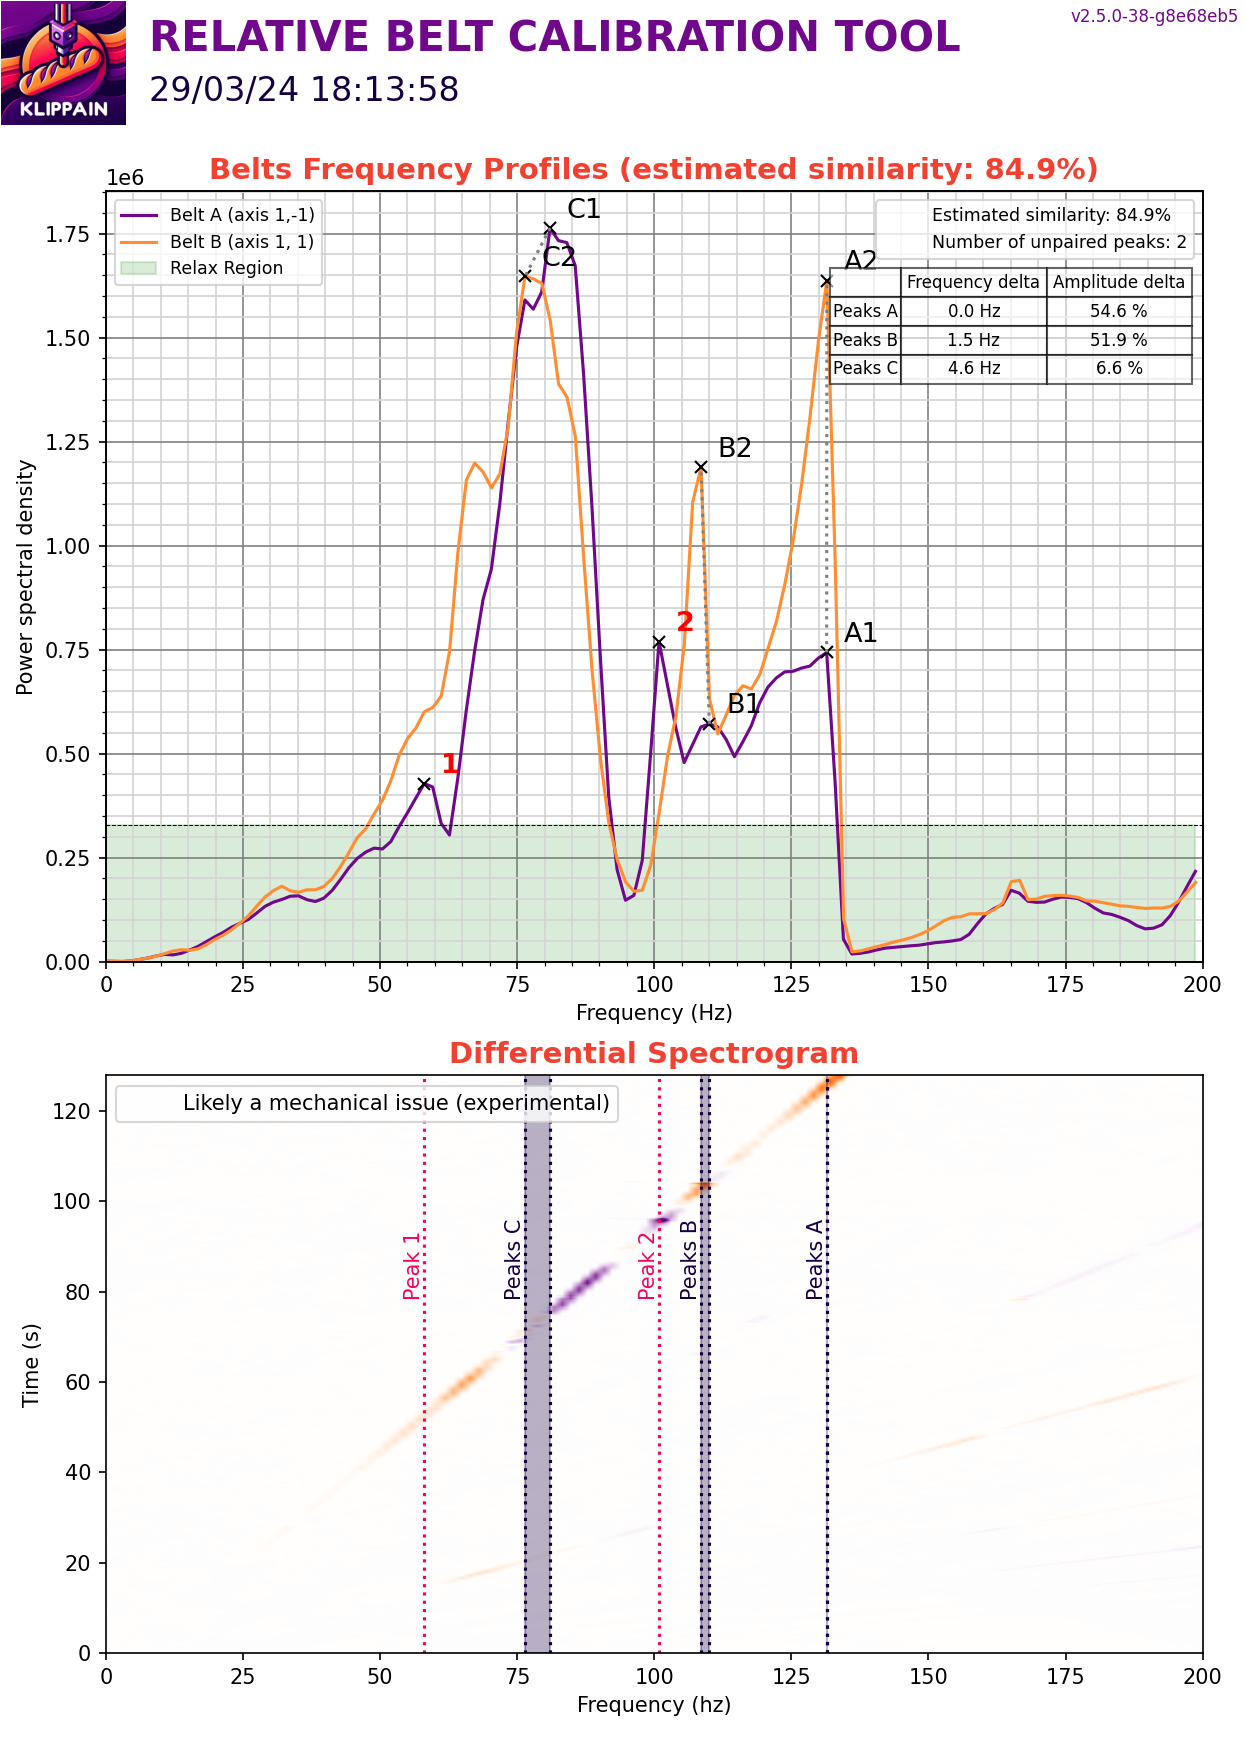 KLIPPAIN
RELATIVE BELT CALIBRATION TOOL
29/03/24 18:13:58
v2.5.0-38-g8e68eb5
Belts Frequency Profiles (estimated similarity: 84.9%)
1e6
Belt A (axis 1,-1)
Belt B (axis 1, 1)
Relax Region
Estimated similarity: 84.9%
Number of unpaired peaks: 2
Frequency delta Amplitude delta
Peaks A 0.0 Hz 54.6 %
Peaks B 1.5 Hz 51.9 %
Peaks C 4.6 Hz 6.6 %
C1
C2
A2
B2
2
A1
B1
1
Power spectral density
1.75
1.50
1.25
1.00
0.75
0.50
0.25
0.00
0 25 50 75 100 125 150 175 200
Frequency (Hz)
Differential Spectrogram
Likely a mechanical issue (experimental)
Peak 1
Peaks C
Peak 2
Peaks B
Peaks A
Time (s)
120
100
80
60
40
20
0
0 25 50 75 100 125 150 175 200
Frequency (hz)